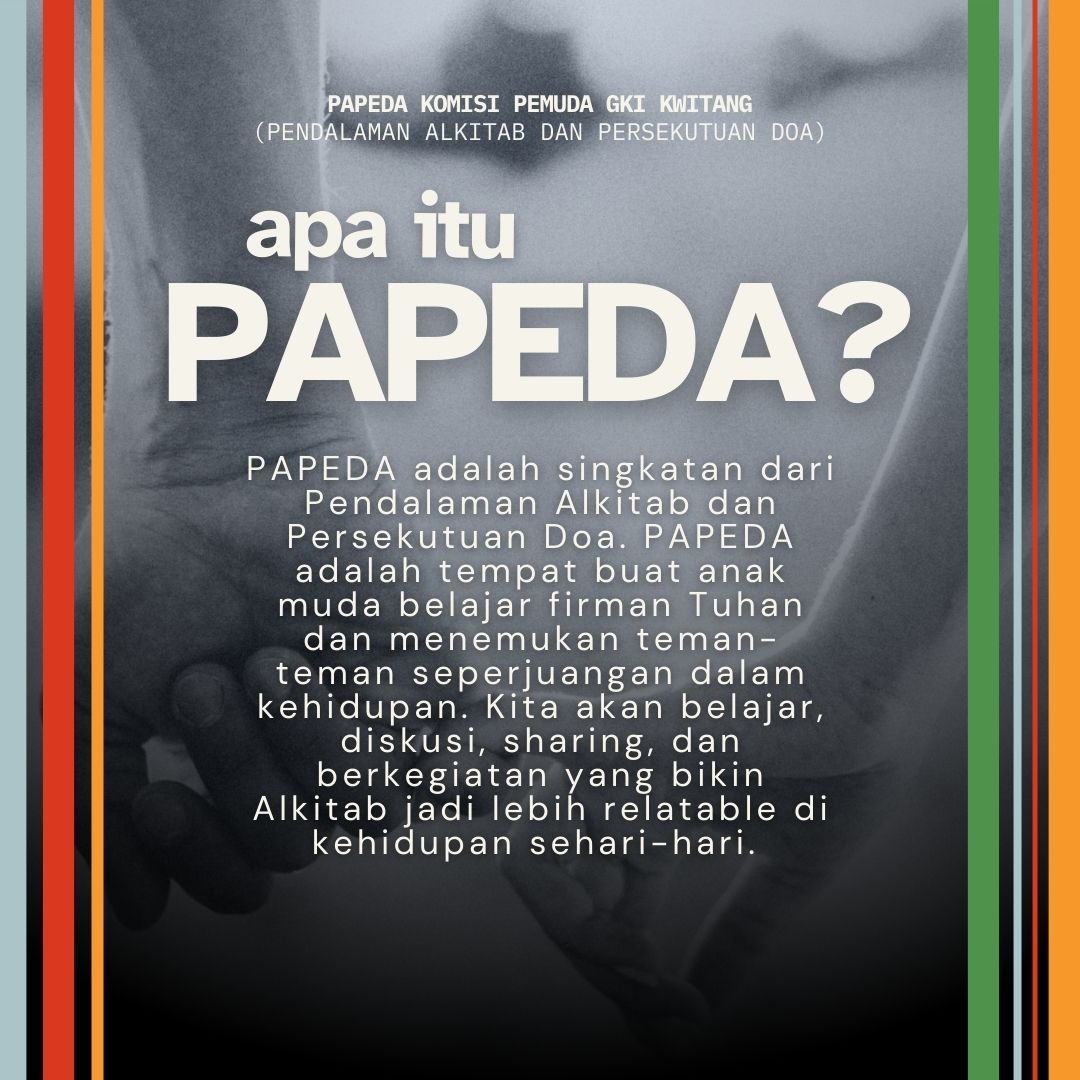 PAPEDA KOMISI PEMUDA GKI KWITANG
(PENDALAMAN ALKITAB DAN PERSEKUTUAN DOA)
apa itu
PAPEDA?
PAPEDA adalah singkatan dari
Pendalaman Alkitab dan
Persekutuan Doa. PAPEDA
adalah tempat buat anak
muda belajar firman Tuhan
dan menemukan teman-
teman seperjuangan dalam
kehidupan. Kita akan belajar,
diskusi, sharing, dan
berkegiatan yang bikin
Alkitab jadi lebih relatable di
kehidupan sehari-hari.